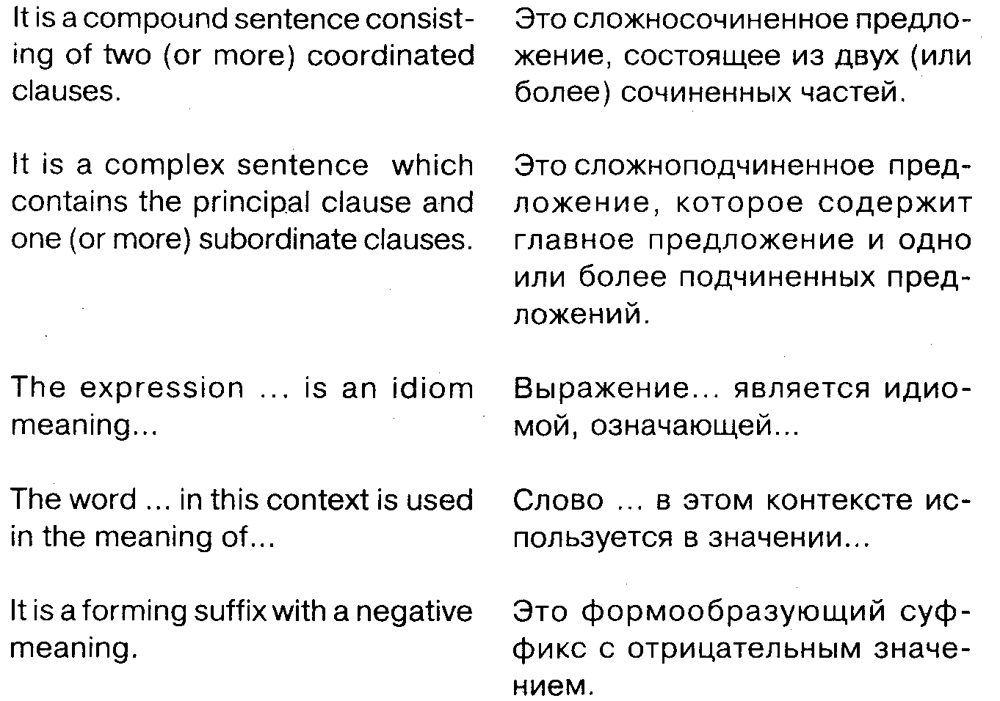 It is a compound sentence consist-
ing of two (or more) coordinated
clauses.
Это сложносочиненное предло-
жение, состоящее из двух (или
более) сочиненных частей.
It is a complex sentence which
contains the principal clause and
one (or more) subordinate clauses.
Это сложноподчиненное пред-
ложение, которое содержит
главное предложение и одно
или более подчиненных пред-
ложений.
The expression ... is an idiom
meaning...
Выражение... является идио-
мой, означающей...
The word ... in this context is used
in the meaning of...
Слово ... в этом контексте ис-
пользуется в значении...
It is a forming suffix with a negative
meaning.
Это формообразующий суф-
фикс с отрицательным значе-
нием.